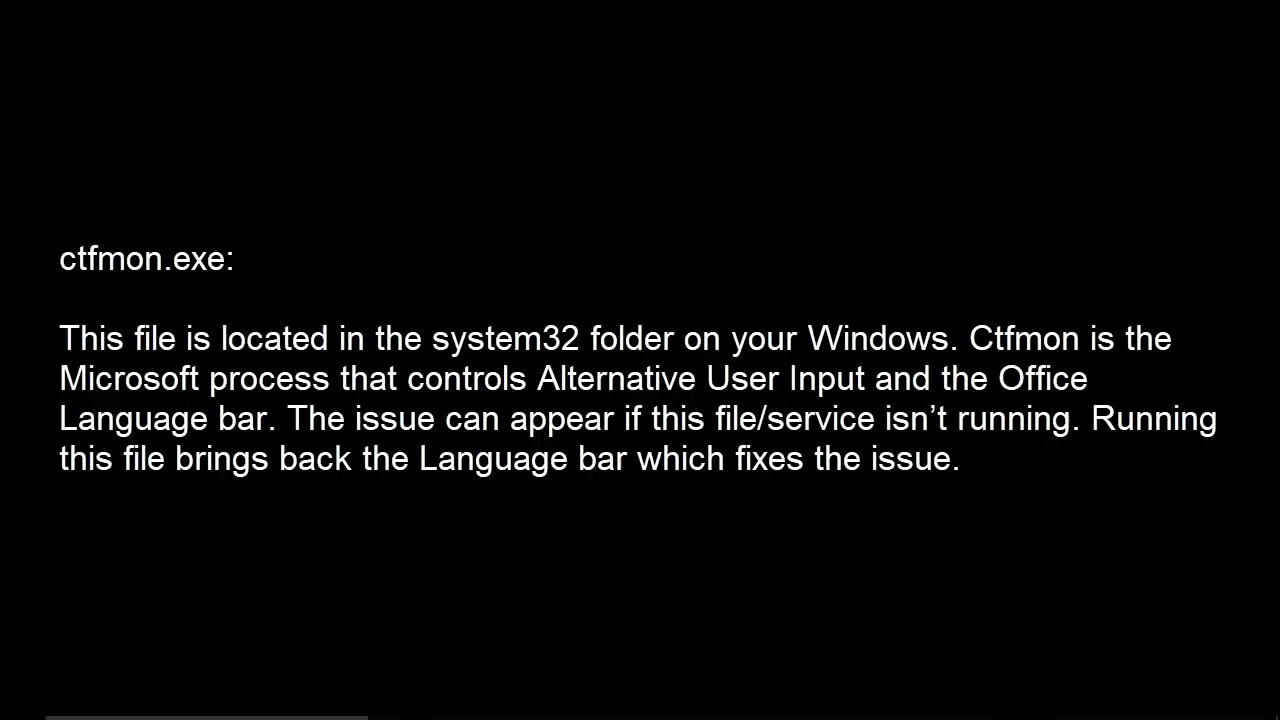 ctfmon.exe:
This file is located in the system32 folder on your Windows. Ctfmon is the
Microsoft process that controls Alternative User Input and the Office
Language bar. The issue can appear if this file/service isn’t running. Running
this file brings back the Language bar which fixes the issue.